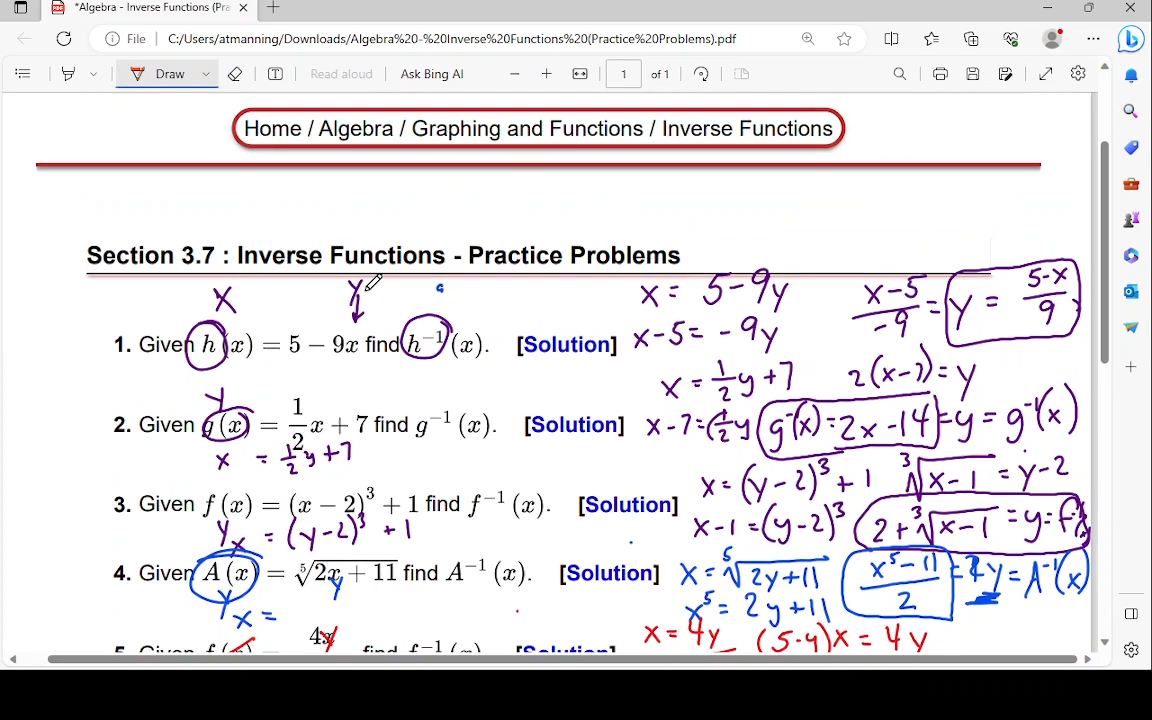 *Algebra - Inverse Functions (Pra
File C:/Users/atmanning/Downloads/Algebra%20-%20Inverse%20Functions%20(Practice%20Problems).pdf
Draw Read aloud Ask Bing AI 1 of 1
Home / Algebra / Graphing and Functions / Inverse Functions
Section 3.7 : Inverse Functions - Practice Problems
x y
x = 5-9y x-5/-9 = y = 5-x/9
1. Given h (x) = 5 − 9x find h⁻¹ (x). [Solution]
x-5 = -9y
x = 1/2 y + 7 2(x-7) = y
y
2. Given g (x) = 1/2 x + 7 find g⁻¹ (x). [Solution]
x-7 = (1/2 y g⁻¹(x) = 2x-14 = y = g⁻¹(x)
x = 1/2 y + 7
x = (y-2)³ + 1 ³√x-1 = y-2
3. Given f (x) = (x − 2)³ + 1 find f⁻¹ (x). [Solution]
y x = (y-2)³ + 1
x-1 = (y-2)³ 2 + ³√x-1 = y =
4. Given A (x) = ⁵√2x + 11 find A⁻¹ (x). [Solution]
y
x = ⁵√2y+11 x⁵-11/2 = y = A⁻¹(x)
y x =
x⁵ = 2y+11
4x y
x = 4y (5-4)x = 4y